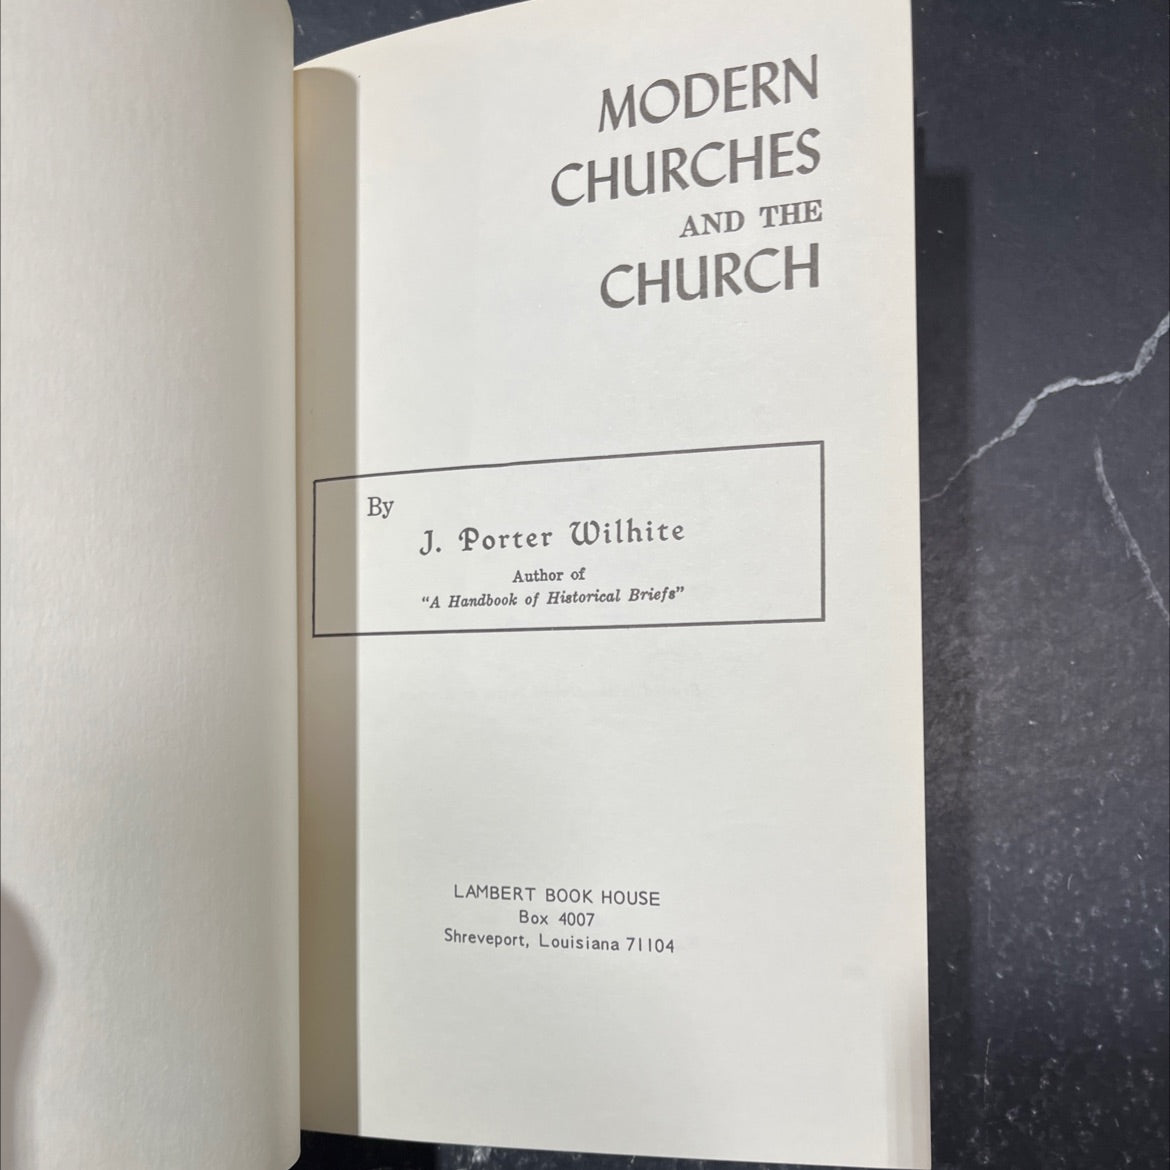 MODERN
CHURCHES
AND THE
CHURCH
By
J. Porter Wilhite
Author of
“A Handbook of Historical Briefs”
LAMBERT BOOK HOUSE
Box 4007
Shreveport, Louisiana 71104